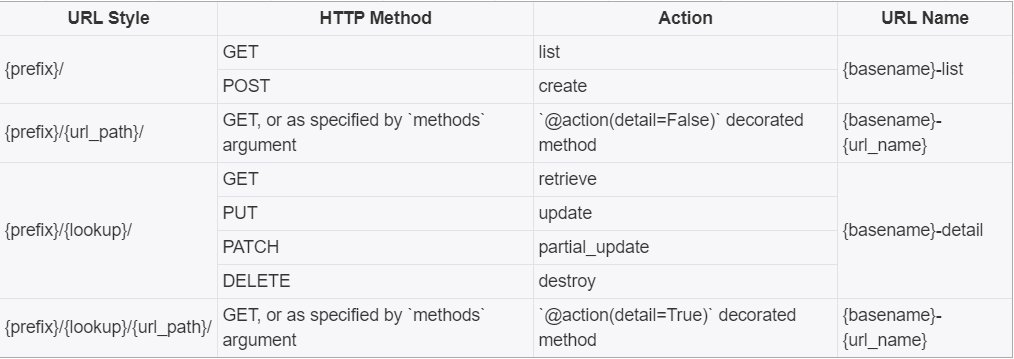 URL Style HTTP Method Action URL Name
{prefix}/ GET list {basename}-list
POST create
{prefix}/{url_path}/ GET, or as specified by `methods` argument `@action(detail=False)` decorated method {basename}-{url_name}
{prefix}/{lookup}/ GET retrieve {basename}-detail
PUT update
PATCH partial_update
DELETE destroy
{prefix}/{lookup}/{url_path}/ GET, or as specified by `methods` argument `@action(detail=True)` decorated method {basename}-{url_name}